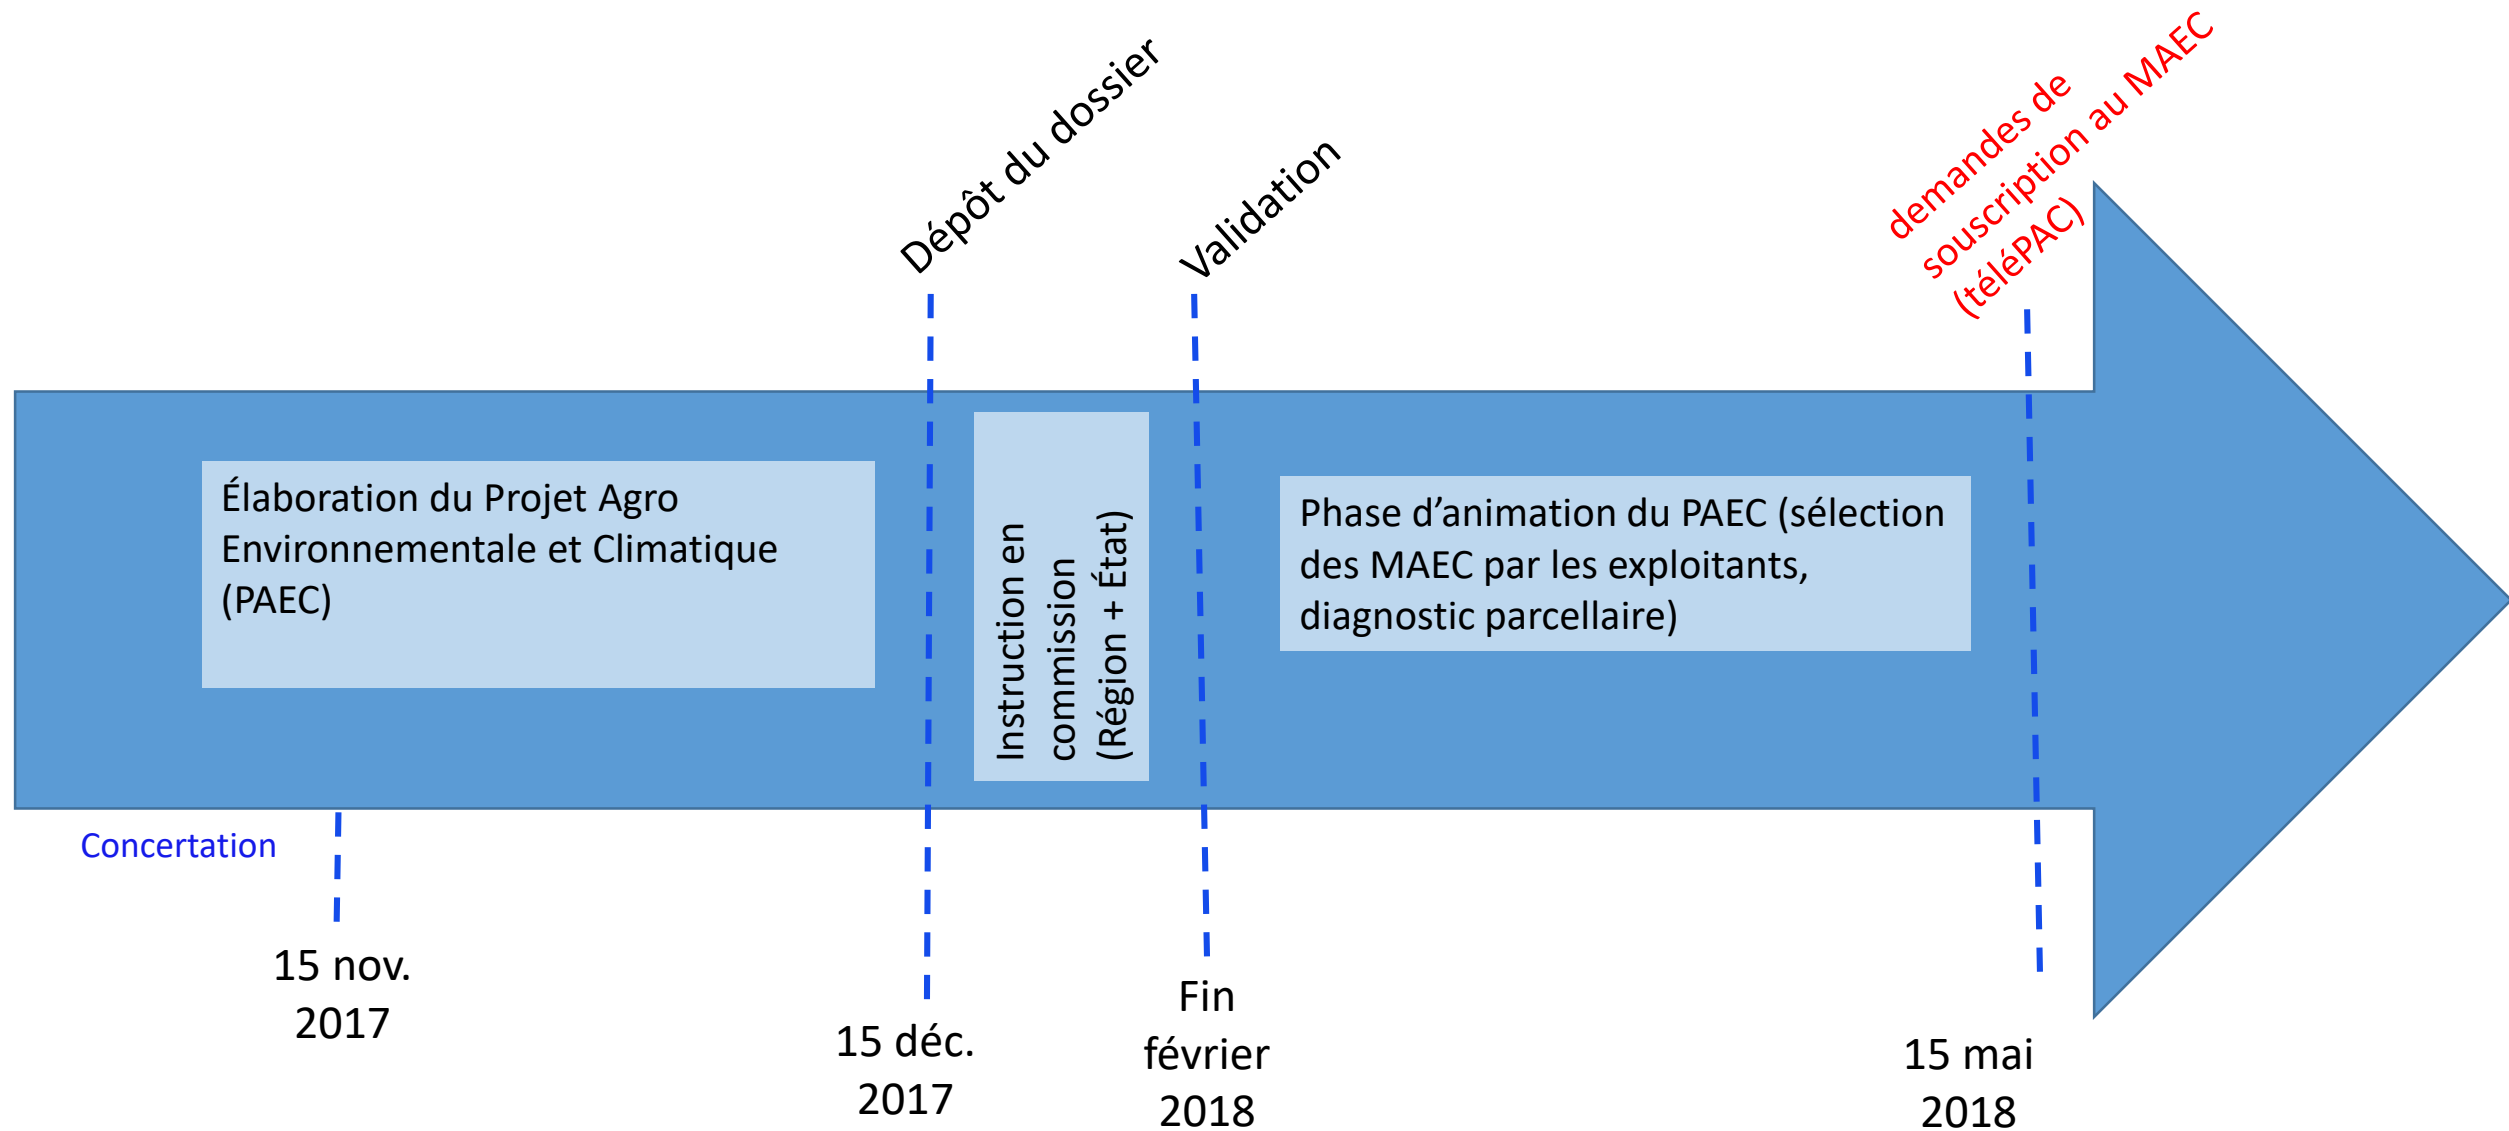 Dépôt du dossier
Validation
demandes de
souscription au MAEC
(téléPAC)
Élaboration du Projet Agro
Environnementale et Climatique
(PAEC)
Instruction en
commission
(Région + État)
Phase d’animation du PAEC (sélection
des MAEC par les exploitants,
diagnostic parcellaire)
Concertation
15 nov.
2017
15 déc.
2017
Fin
février
2018
15 mai
2018